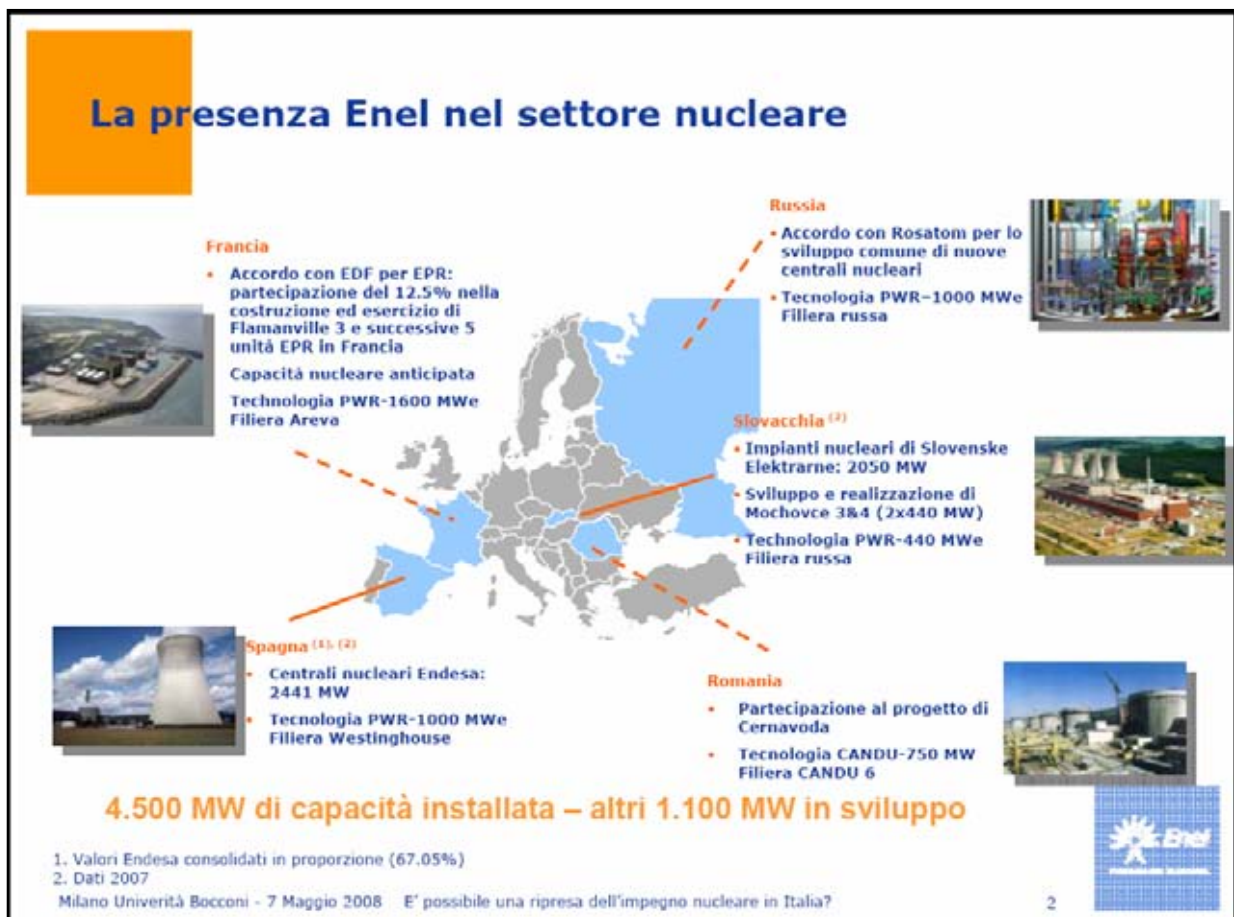 La presenza Enel nel settore nucleare
Francia
• Accordo con EDF per EPR:
partecipazione del 12.5% nella
costruzione ed esercizio di
Flamanville 3 e successive 5
unità EPR in Francia
Capacità nucleare anticipata
Technologia PWR-1600 MWe
Filiera Areva
Russia
• Accordo con Rosatom per lo
sviluppo comune di nuove
centrali nucleari
• Tecnologia PWR–1000 MWe
Filiera russa
Slovacchia (2)
• Impianti nucleari di Slovenske
Elektrarne: 2050 MW
• Sviluppo e realizzazione di
Mochovce 3&4 (2x440 MW)
• Technologia PWR-440 MWe
Filiera russa
Spagna (1), (2)
• Centrali nucleari Endesa:
2441 MW
• Tecnologia PWR-1000 MWe
Filiera Westinghouse
Romania
• Partecipazione al progetto di
Cernavoda
• Tecnologia CANDU-750 MW
Filiera CANDU 6
4.500 MW di capacità installata – altri 1.100 MW in sviluppo
1. Valori Endesa consolidati in proporzione (67.05%)
2. Dati 2007
Milano Univerità Bocconi - 7 Maggio 2008 E' possibile una ripresa dell'impegno nucleare in Italia? 2
Enel